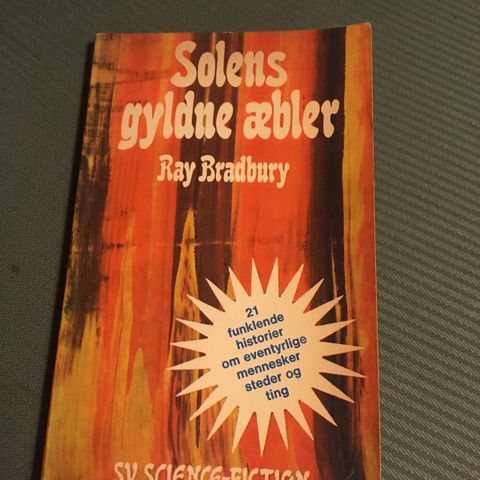 Solens
gyldne æbler
Ray Bradbury
21
funklende
historier
om eventyrlige
mennesker
steder og
ting
SV SCIENCE-FICTION